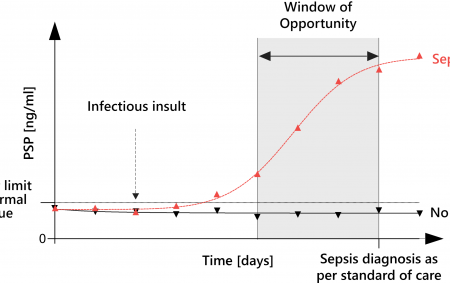 Window of
Opportunity
PSP [ng/ml]
Infectious insult
Sep
limit
rmal
ue
No
0
Time [days]
Sepsis diagnosis as
per standard of care